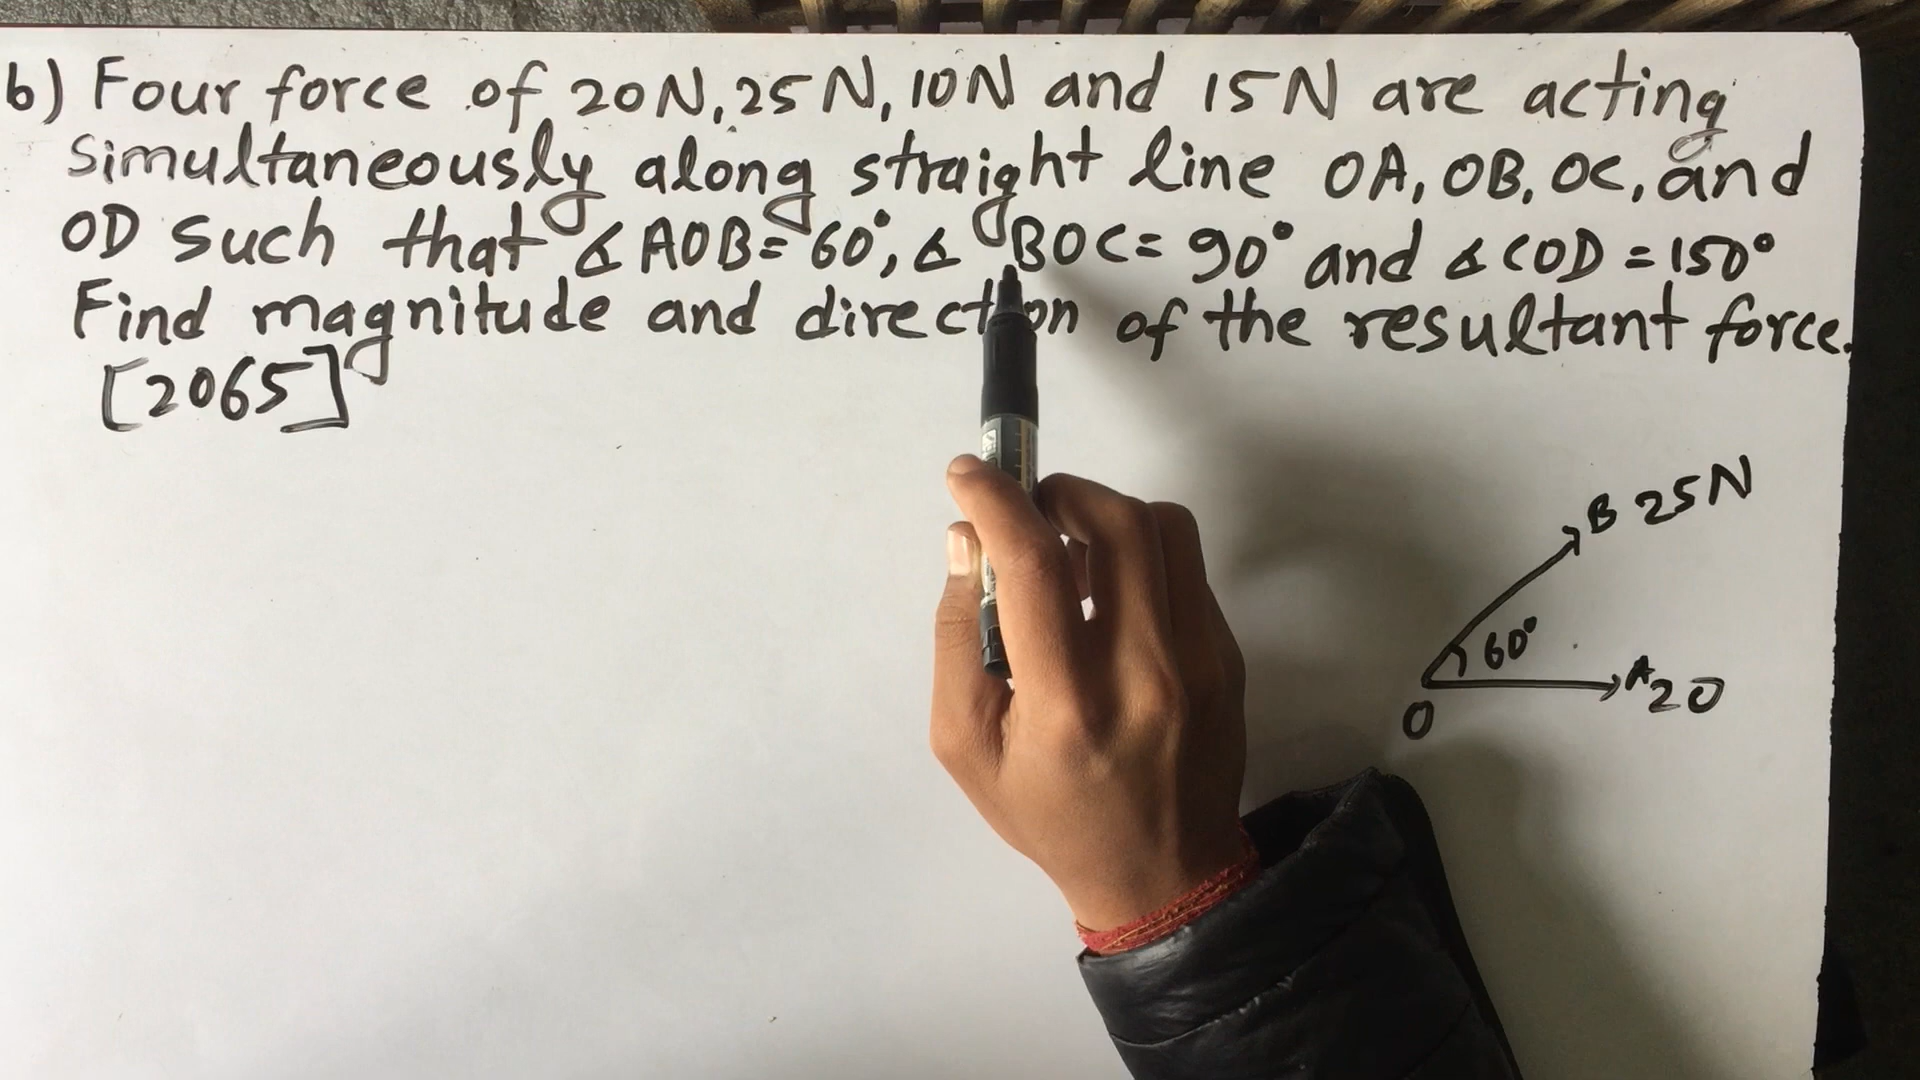 b) Four force of 20N, 25N, 10N and 15N are acting
simultaneously along straight line OA, OB, OC, and
OD such that ∡AOB = 60°, ∡BOC = 90° and ∡COD = 150°
Find magnitude and direction of the resultant force.
[2065]
B 25N
60°
A 20
O